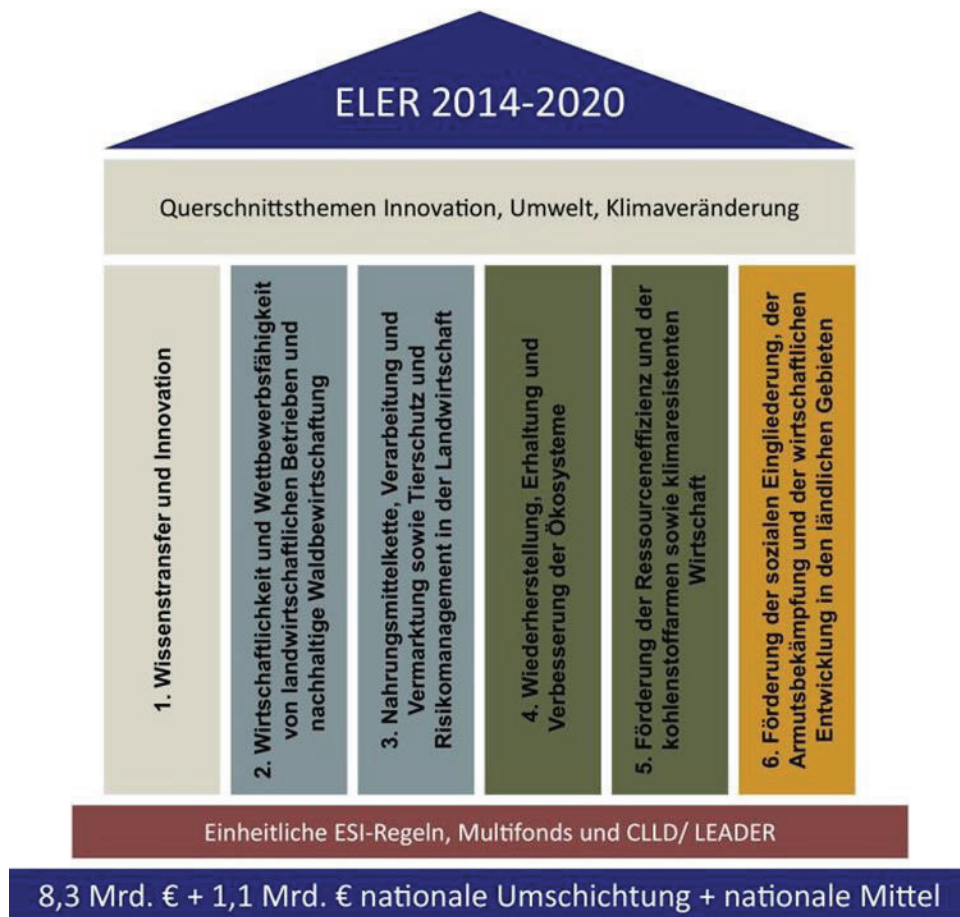 ELER 2014-2020
Querschnittsthemen Innovation, Umwelt, Klimaveränderung
1. Wissenstransfer und Innovation
2. Wirtschaftlichkeit und Wettbewerbsfähigkeit
von landwirtschaftlichen Betrieben und
nachhaltige Waldbewirtschaftung
3. Nahrungsmittelkette, Verarbeitung und
Vermarktung sowie Tierschutz und
Risikomanagement in der Landwirtschaft
4. Wiederherstellung, Erhaltung und
Verbesserung der Ökosysteme
5. Förderung der Ressourceneffizienz und der
kohlenstoffarmen sowie klimaresistenten
Wirtschaft
6. Förderung der sozialen Eingliederung, der
Armutsbekämpfung und der wirtschaftlichen
Entwicklung in den ländlichen Gebieten
Einheitliche ESI-Regeln, Multifonds und CLLD/ LEADER
8,3 Mrd. € + 1,1 Mrd. € nationale Umschichtung + nationale Mittel